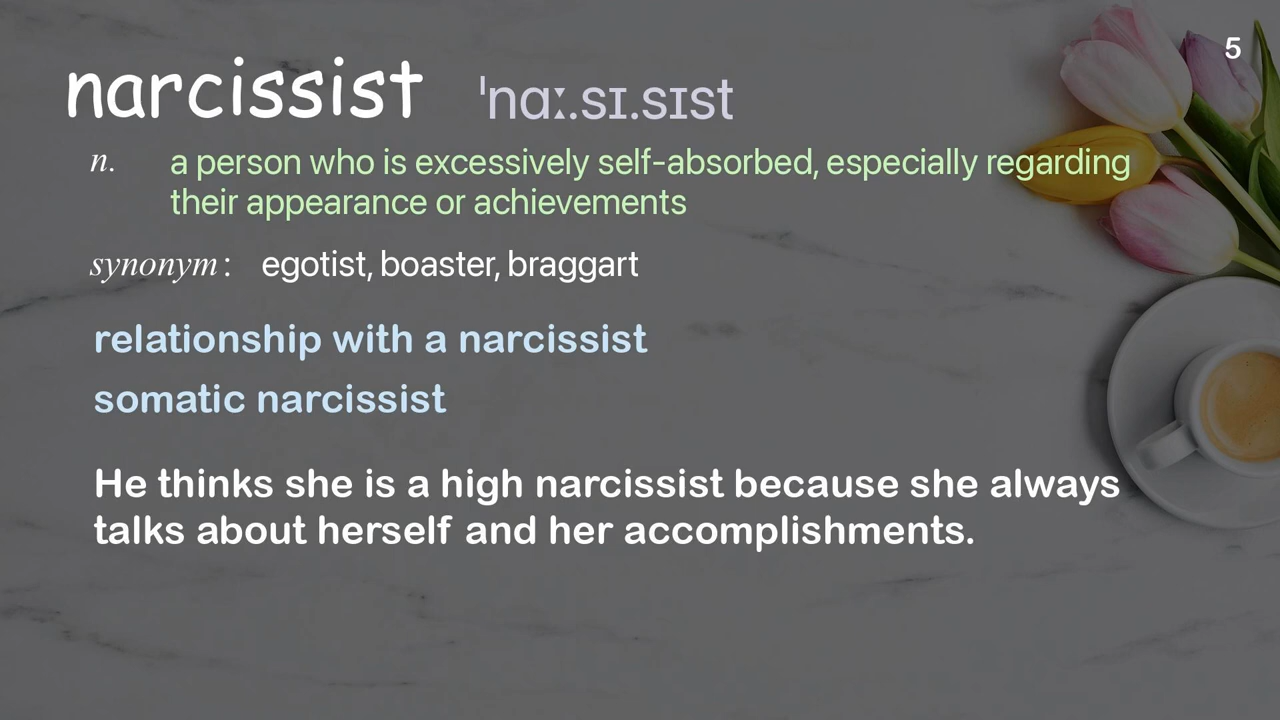 5
narcissist ˈnɑː.sɪ.sɪst
n. a person who is excessively self-absorbed, especially regarding
their appearance or achievements
synonym: egotist, boaster, braggart
relationship with a narcissist
somatic narcissist
He thinks she is a high narcissist because she always
talks about herself and her accomplishments.